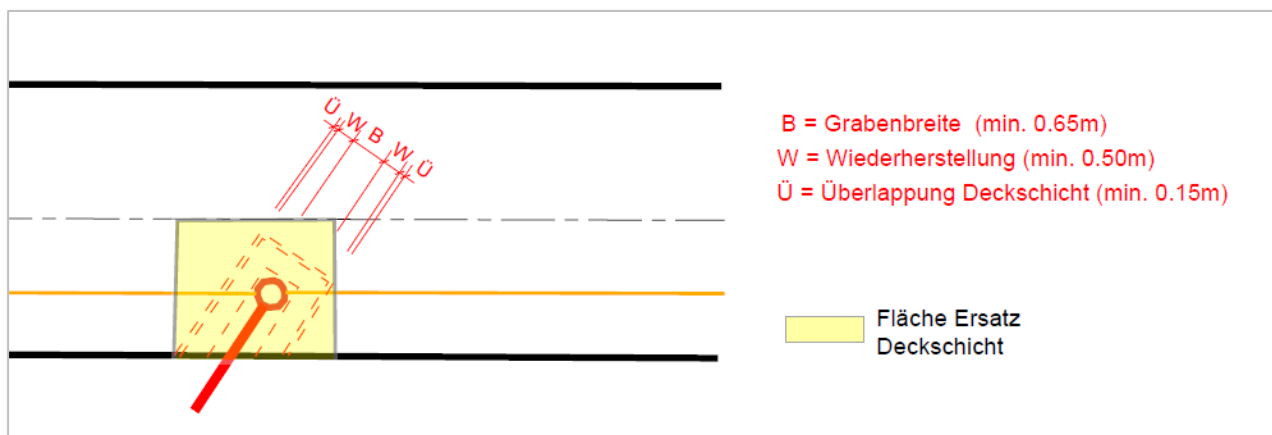 Ü W B W Ü
B = Grabenbreite (min. 0.65m)
W = Wiederherstellung (min. 0.50m)
Ü = Überlappung Deckschicht (min. 0.15m)
Fläche Ersatz
Deckschicht